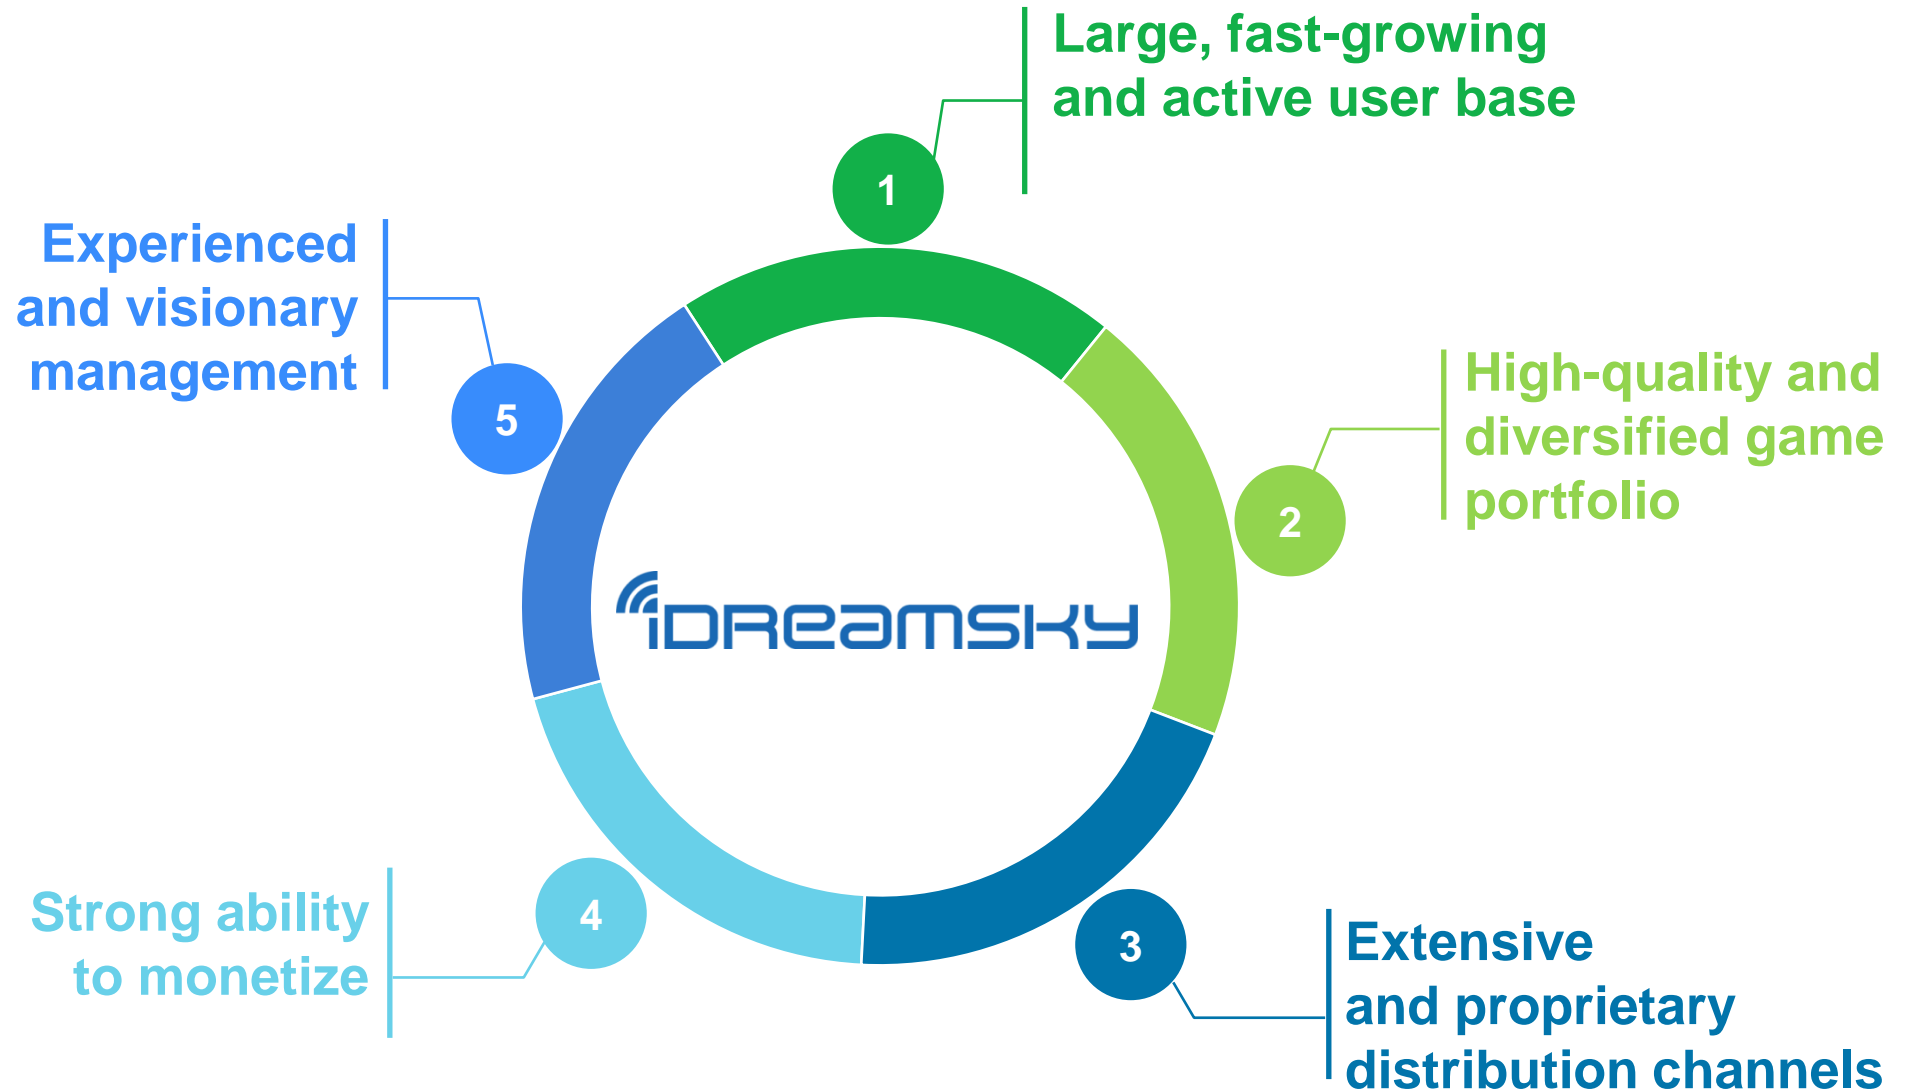 Large, fast-growing
and active user base
1
Experienced
and visionary
management
5
High-quality and
diversified game
portfolio
2
iDREAMSKY
Strong ability
to monetize
4
3
Extensive
and proprietary
distribution channels